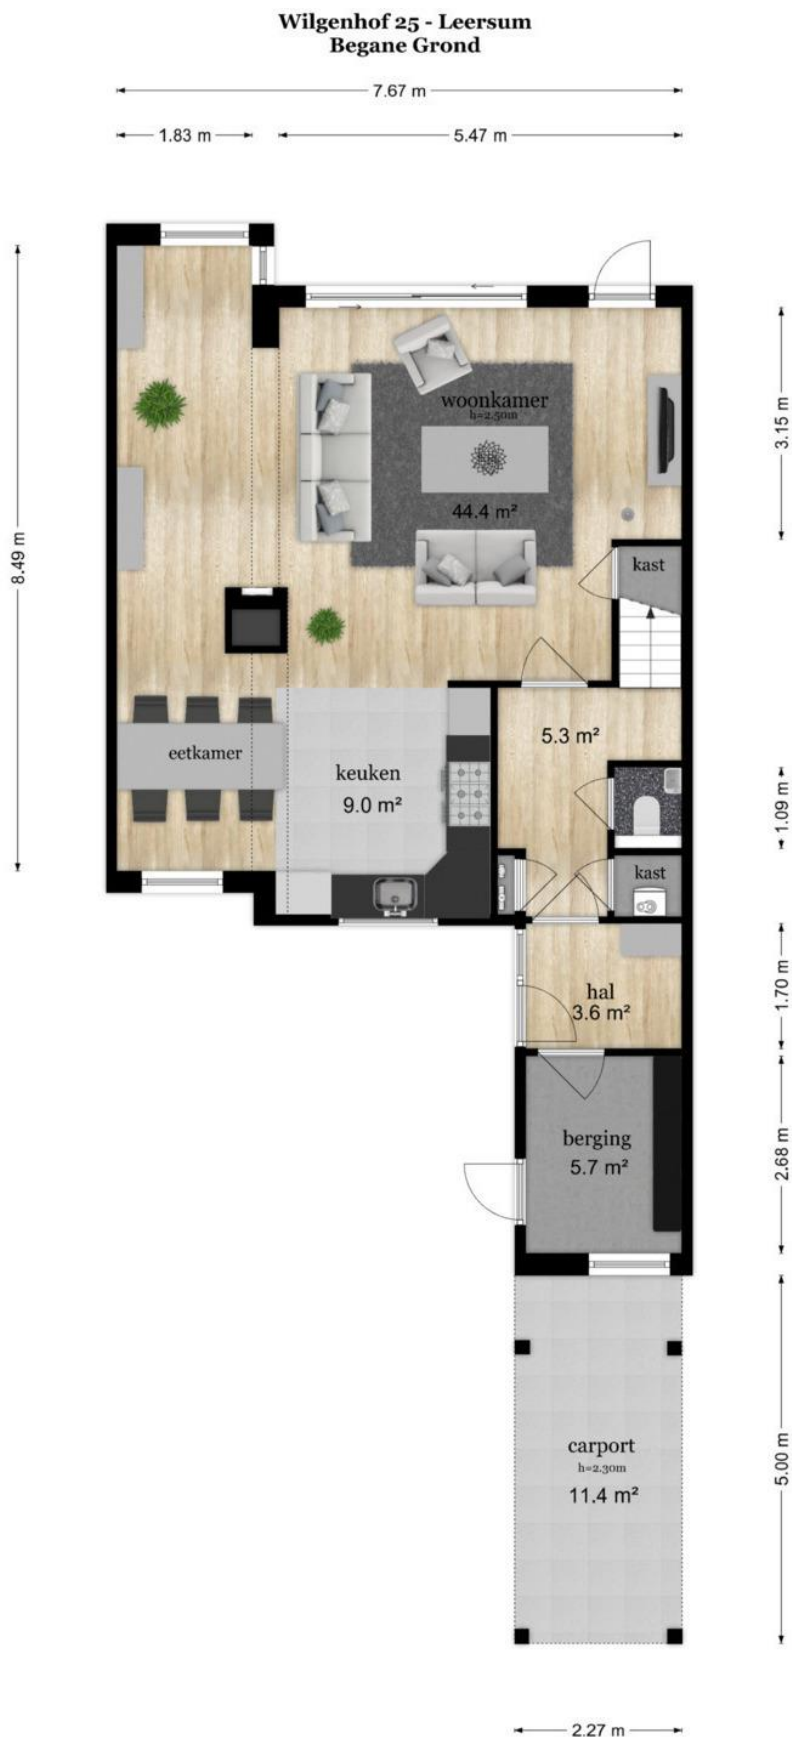 Wilgenhof 25 - Leersum
Begane Grond
7.67 m
1.83 m
5.47 m
8.49 m
3.15 m
woonkamer
h=2.50m
44.4 m²
kast
5.3 m²
eetkamer
keuken
9.0 m²
1.09 m
kast
1.70 m
hal
3.6 m²
2.68 m
berging
5.7 m²
5.00 m
carport
h=2.30m
11.4 m²
2.27 m